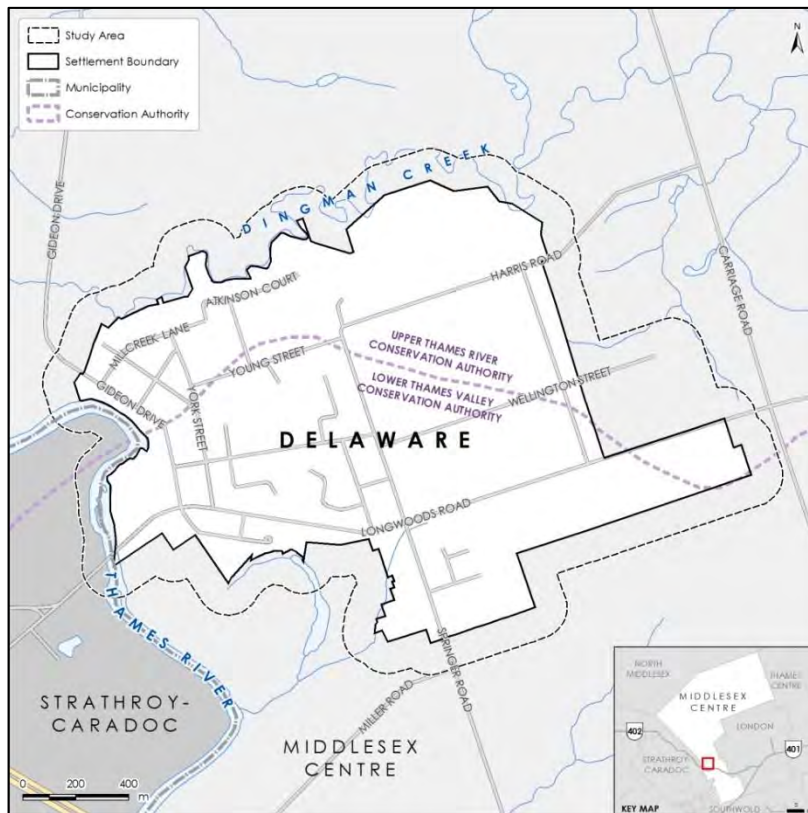 Study Area
Settlement Boundary
Municipality
Conservation Authority
N
DINGMAN CREEK
GIDEON DRIVE
CARRIAGE ROAD
HARRIS ROAD
ATKINSON COURT
MILLCREEK LANE
UPPER THAMES RIVER
CONSERVATION AUTHORITY
YOUNG STREET
LOWER THAMES VALLEY
CONSERVATION AUTHORITY
GIDEON DRIVE
YORK STREET
WELLINGTON STREET
DELAWARE
LONGWOODS ROAD
THAMES RIVER
SPRINGER ROAD
MILLER ROAD
STRATHROY-
CARADOC
MIDDLESEX
CENTRE
0 200 400
m
NORTH
MIDDLESEX
THAMES
CENTRE
MIDDLESEX
CENTRE
LONDON
402
401
STRATHROY
CARADOC
SOUTHWOLD
KEY MAP